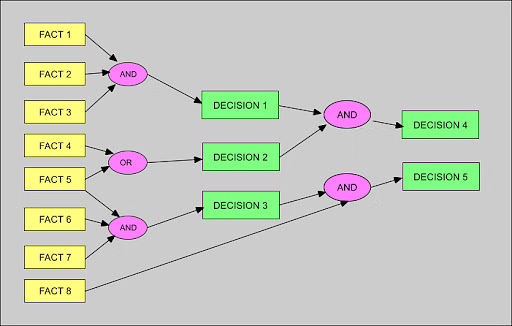 FACT 1
FACT 2
FACT 3
FACT 4
FACT 5
FACT 6
FACT 7
FACT 8
AND
OR
AND
DECISION 1
DECISION 2
DECISION 3
AND
AND
DECISION 4
DECISION 5